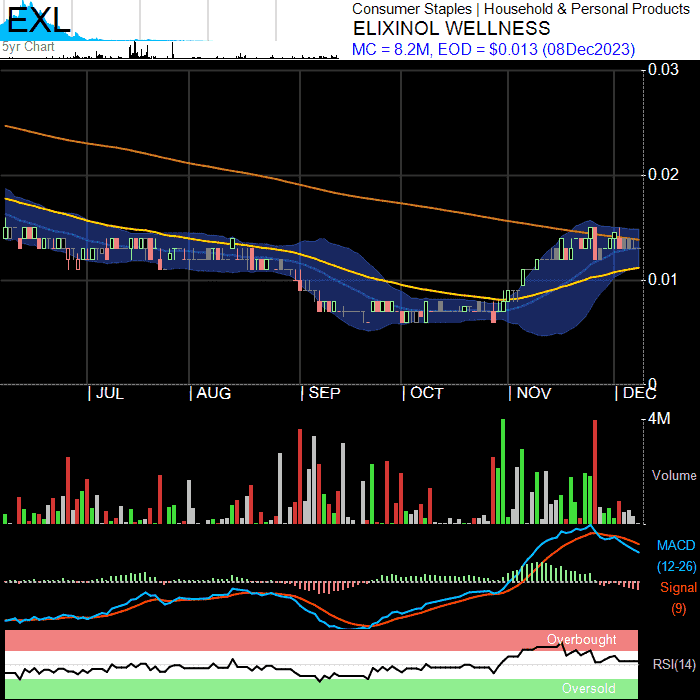 EXL
Consumer Staples | Household & Personal Products
ELIXINOL WELLNESS
5yr Chart
MC = 8.2M, EOD = $0.013 (08Dec2023)
0.03
0.02
0.01
0
| JUL | AUG | SEP | OCT | NOV | DEC
4M
Volume
MACD
(12-26)
Signal
(9)
Overbought
RSI(14)
Oversold